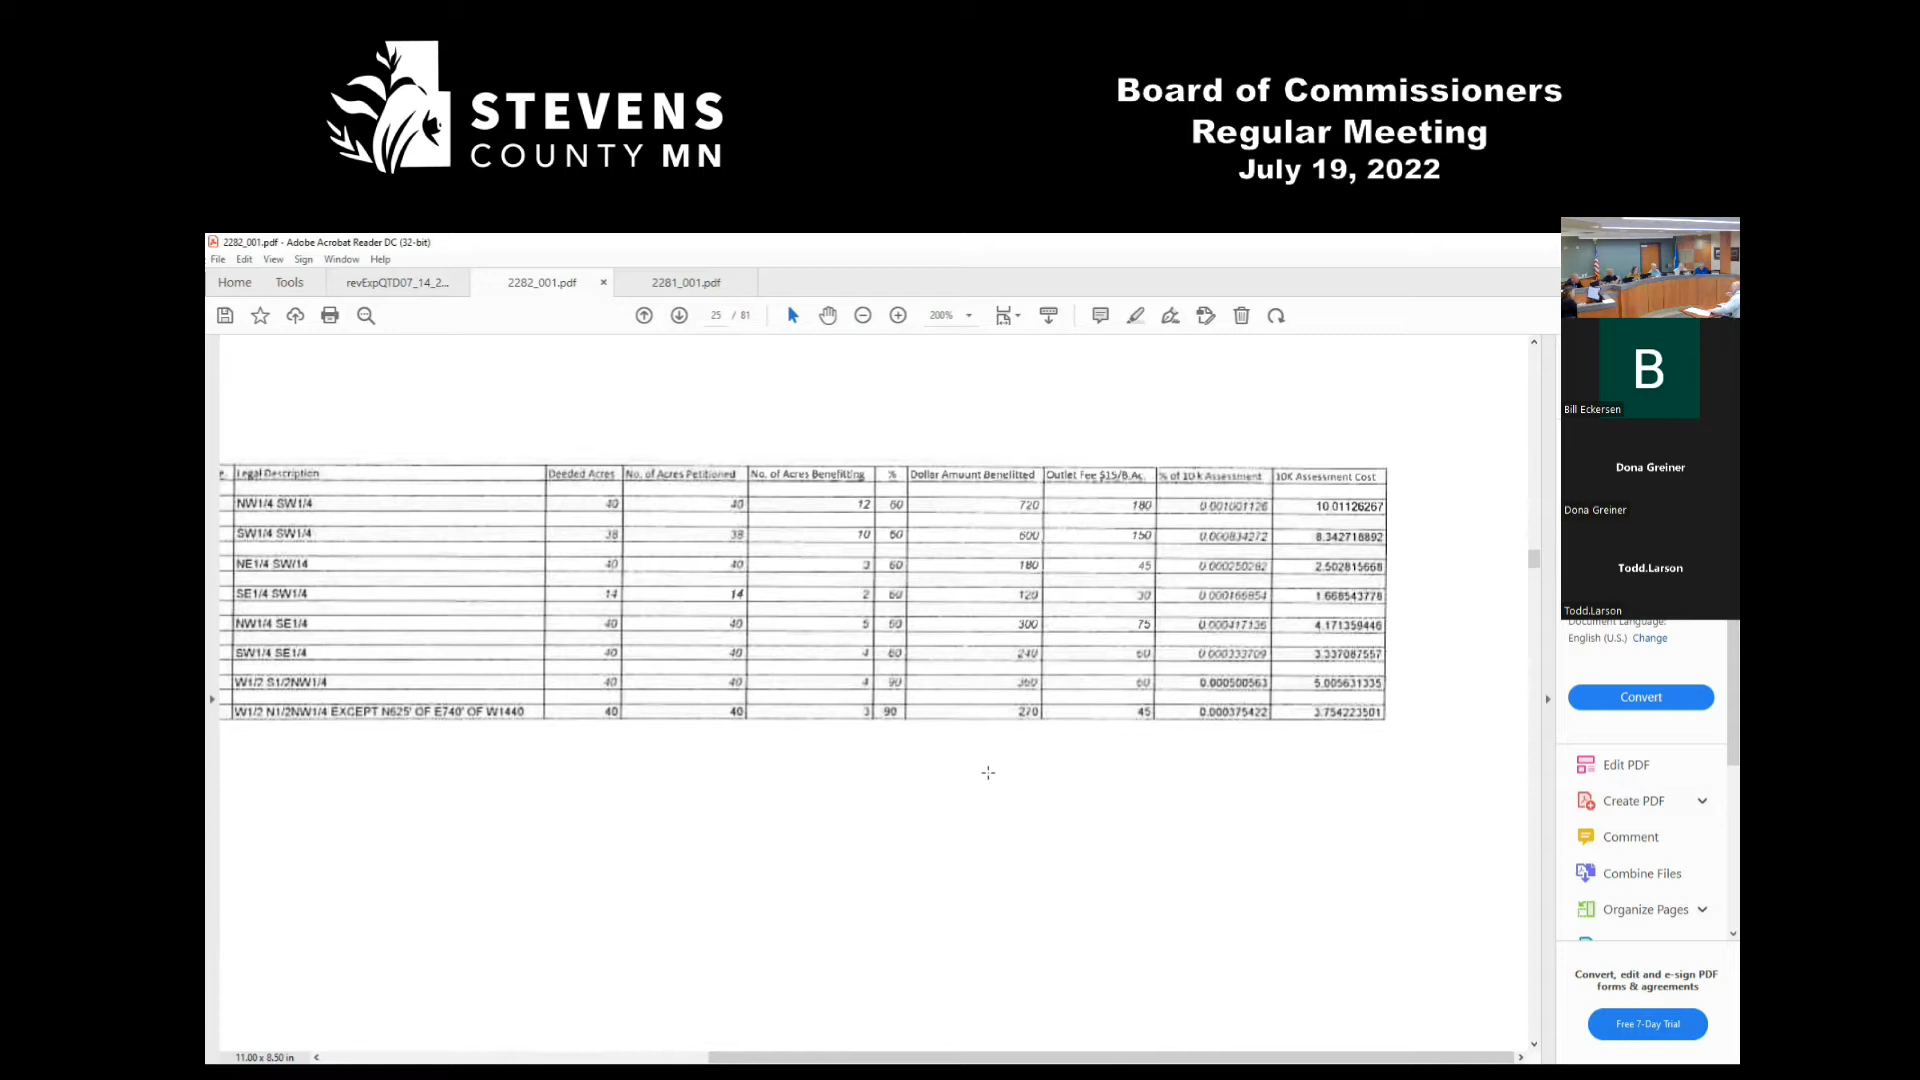 STEVENS
COUNTY MN
Board of Commissioners
Regular Meeting
July 19, 2022
2282_001.pdf - Adobe Acrobat Reader DC (32-bit)
File Edit View Sign Window Help
Home Tools revExpQTD07_14_2... 2282_001.pdf × 2281_001.pdf
25 / 81 200%
e. Legal Description Deeded Acres No. of Acres Petitioned No. of Acres Benefitting % Dollar Amount Benefitted Outlet Fee $15/B.Ac. % of 10 k Assessment 10K Assessment Cost
NW1/4 SW1/4 40 40 12 60 720 180 0.001001126 10.01126267
SW1/4 SW1/4 38 38 10 60 600 150 0.000834272 8.342718892
NE1/4 SW/14 40 40 3 60 180 45 0.000250282 2.502815668
SE1/4 SW1/4 14 14 2 60 120 30 0.000166854 1.668543778
NW1/4 SE1/4 40 40 5 60 300 75 0.000417136 4.171359446
SW1/4 SE1/4 40 40 4 60 240 60 0.000333709 3.337087557
W1/2 S1/2NW1/4 40 40 4 90 360 60 0.000500563 5.005631335
W1/2 N1/2NW1/4 EXCEPT N625' OF E740' OF W1440 40 40 3 90 270 45 0.000375422 3.754223501
11.00 x 8.50 in
B
Bill Eckersen
Dona Greiner
Dona Greiner
Todd.Larson
Todd.Larson
Document Language:
English (U.S.) Change
Convert
Edit PDF
Create PDF
Comment
Combine Files
Organize Pages
Convert, edit and e-sign PDF
forms & agreements
Free 7-Day Trial